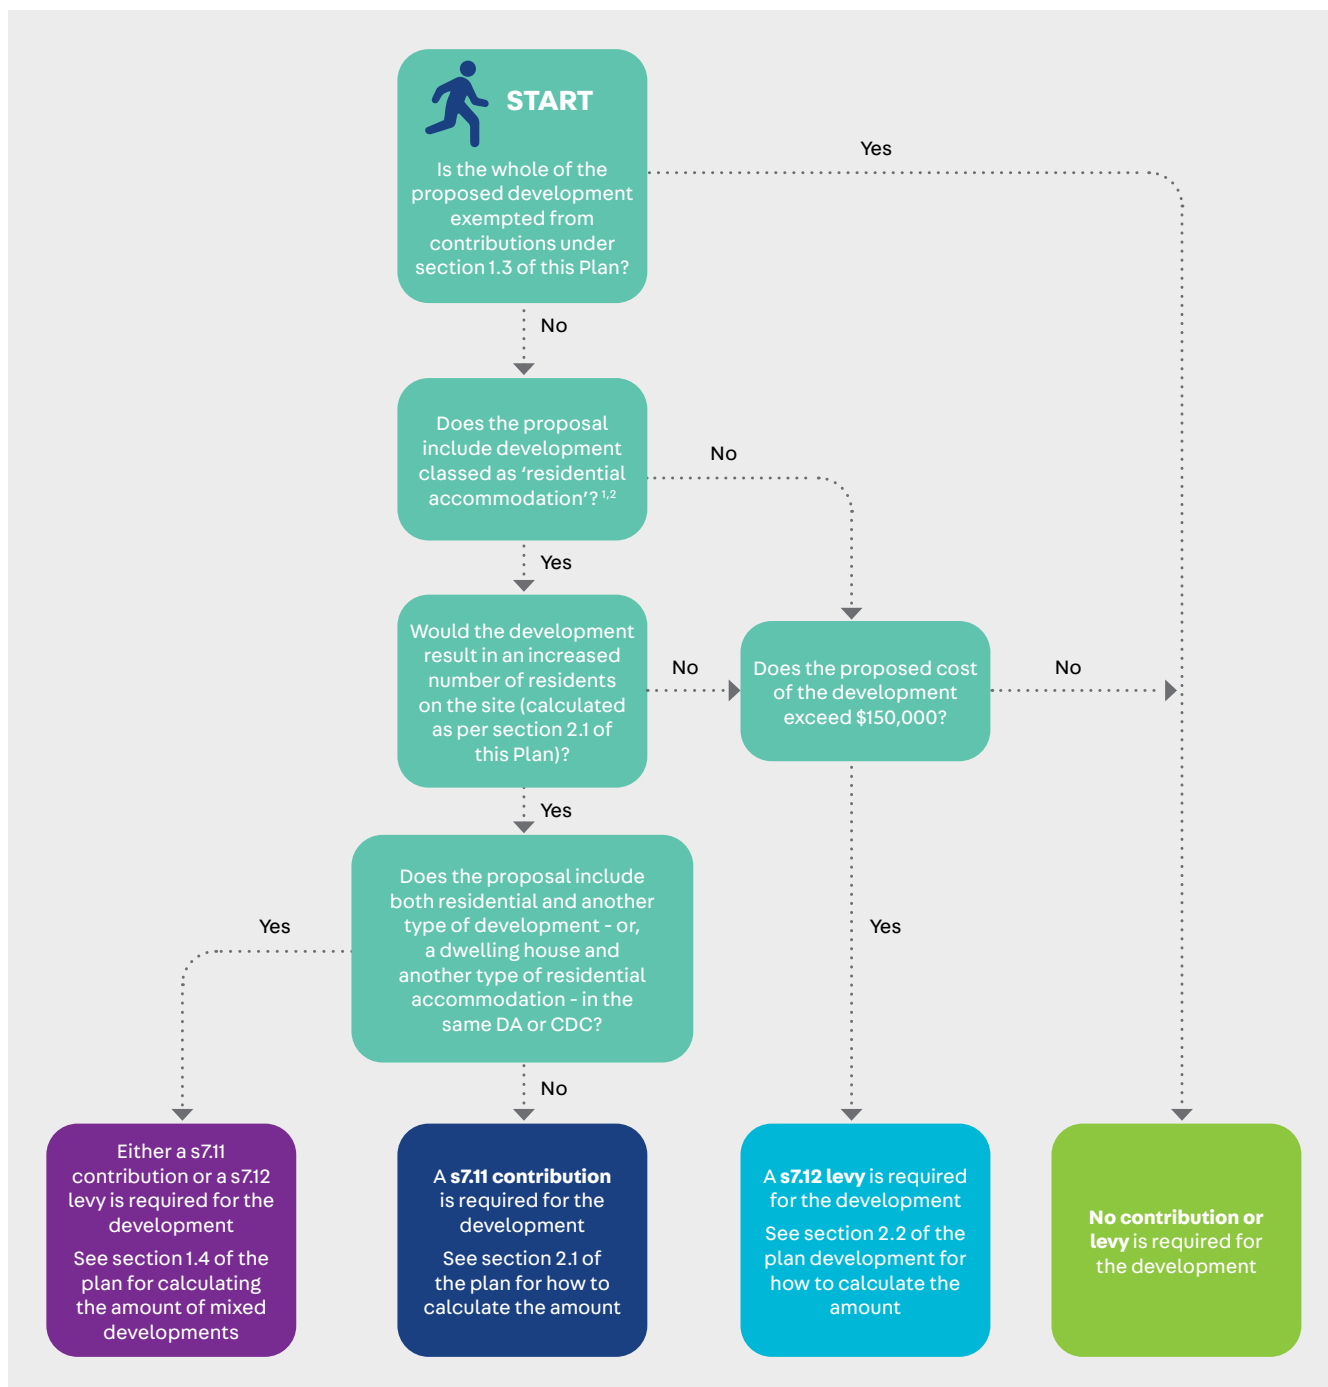 START
Is the whole of the
proposed development
exempted from
contributions under
section 1.3 of this Plan?
Yes
No
Does the proposal
include development
classed as ‘residential
accommodation’? 1,2
No
Yes
Would the development
result in an increased
number of residents
on the site (calculated
as per section 2.1 of
this Plan)?
No
Does the proposed cost
of the development
exceed $150,000?
No
Yes
Does the proposal include
both residential and another
type of development - or,
a dwelling house and
another type of residential
accommodation - in the
same DA or CDC?
Yes
Yes
No
Either a s7.11
contribution or a s7.12
levy is required for the
development
See section 1.4 of the
plan for calculating
the amount of mixed
developments
A s7.11 contribution
is required for the
development
See section 2.1 of
the plan for how to
calculate the amount
A s7.12 levy is required
for the development
See section 2.2 of the
plan development for
how to calculate the
amount
No contribution or
levy is required for
the development